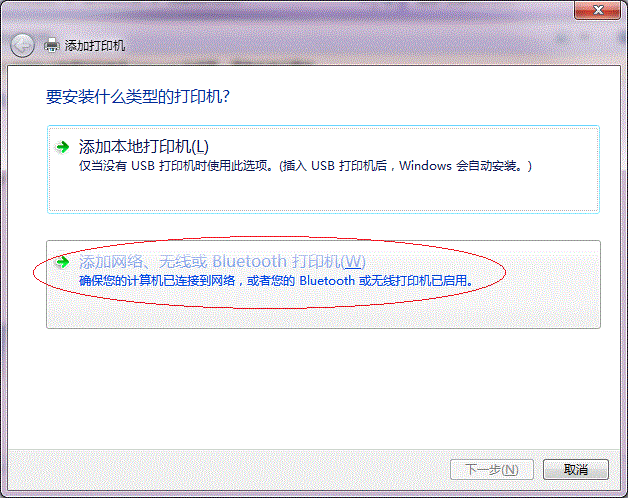 添加打印机
要安装什么类型的打印机?
添加本地打印机(L)
仅当没有 USB 打印机时使用此选项。(插入 USB 打印机后，Windows 会自动安装。)
添加网络、无线或 Bluetooth 打印机(W)
确保您的计算机已连接到网络，或者您的 Bluetooth 或无线打印机已启用。
下一步(N)
取消